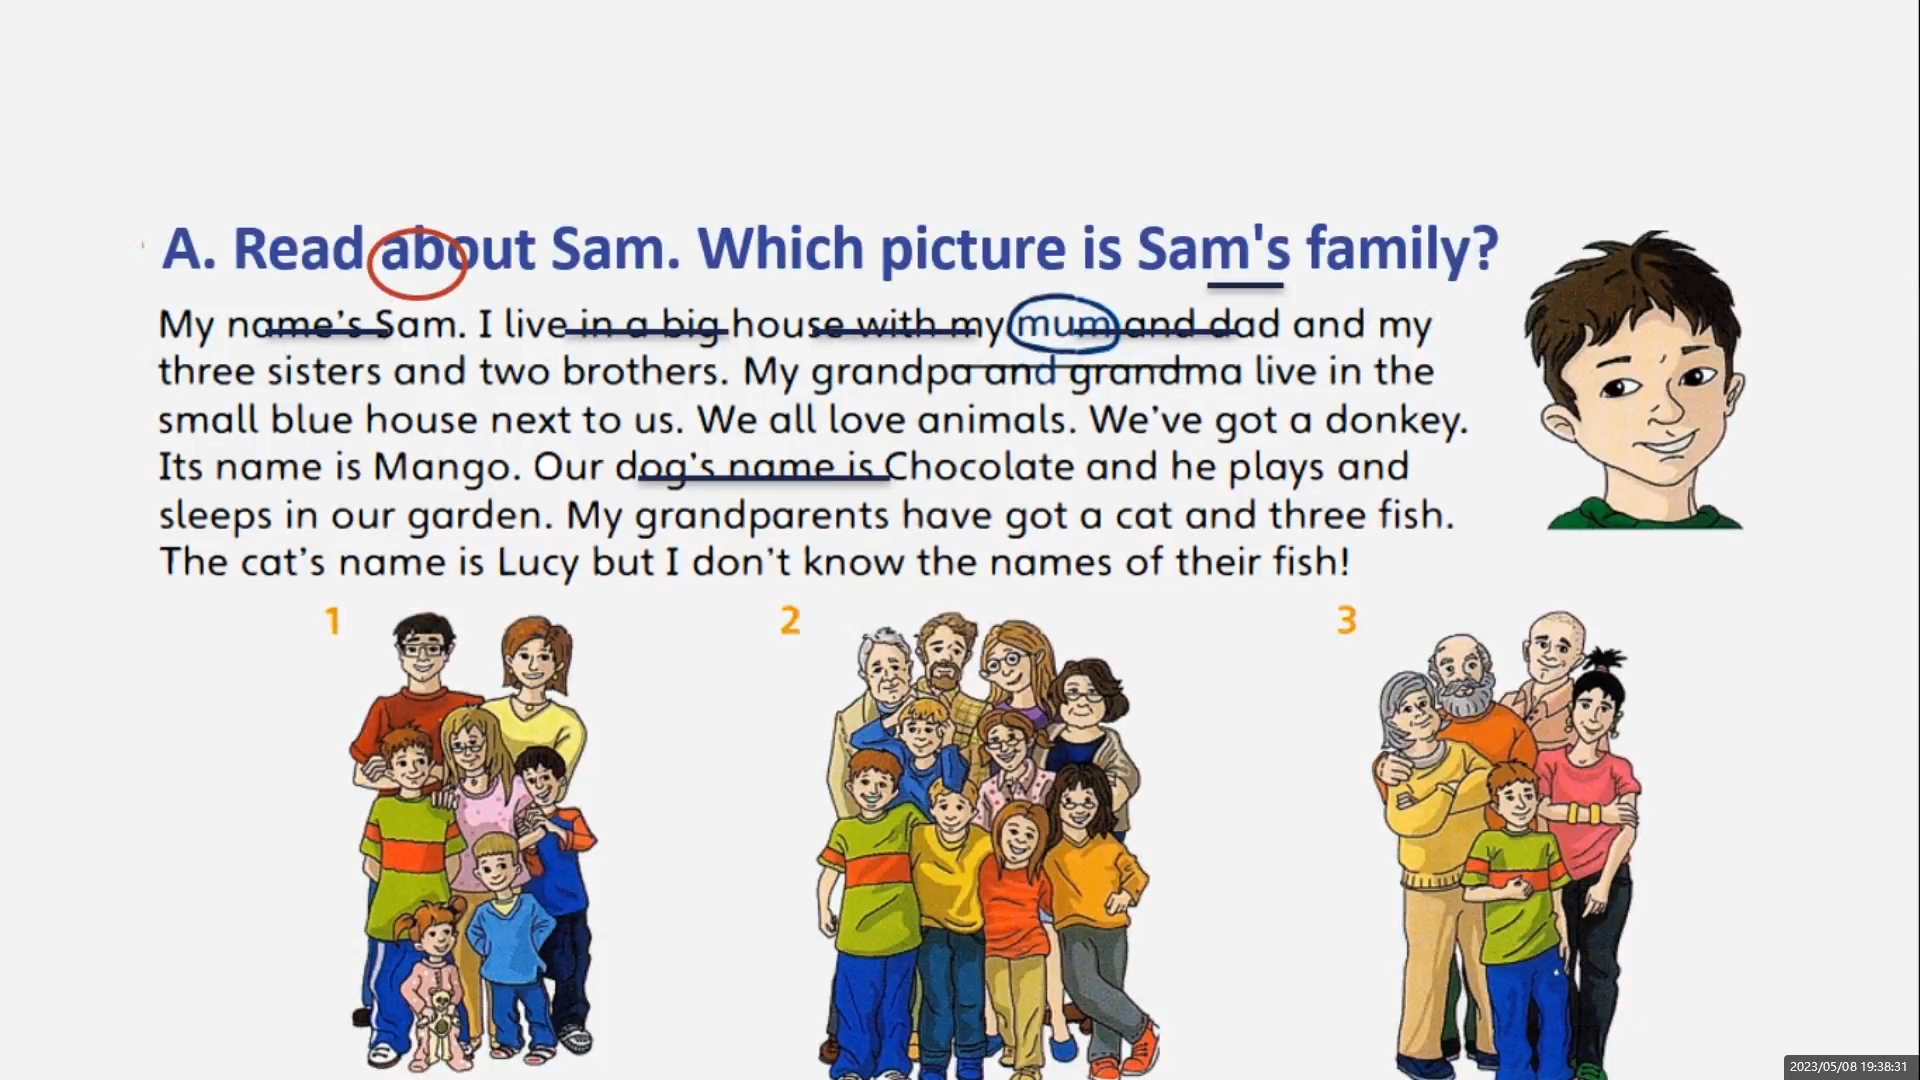 A. Read about Sam. Which picture is Sam's family?
My name’s Sam. I live in a big house with my mum and dad and my
three sisters and two brothers. My grandpa and grandma live in the
small blue house next to us. We all love animals. We’ve got a donkey.
Its name is Mango. Our dog’s name is Chocolate and he plays and
sleeps in our garden. My grandparents have got a cat and three fish.
The cat’s name is Lucy but I don’t know the names of their fish!
1
2
3
2023/05/08 19:38:31